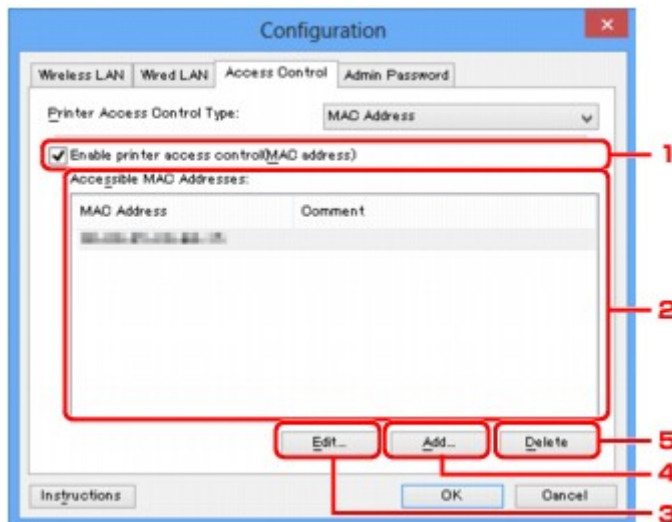 Configuration
Wireless LAN Wired LAN Access Control Admin Password
Printer Access Control Type: MAC Address
Enable printer access control(MAC address) 1
Accessible MAC Addresses:
MAC Address Comment
2
Edit... Add... Delete 5
4
Instructions OK Cancel
3